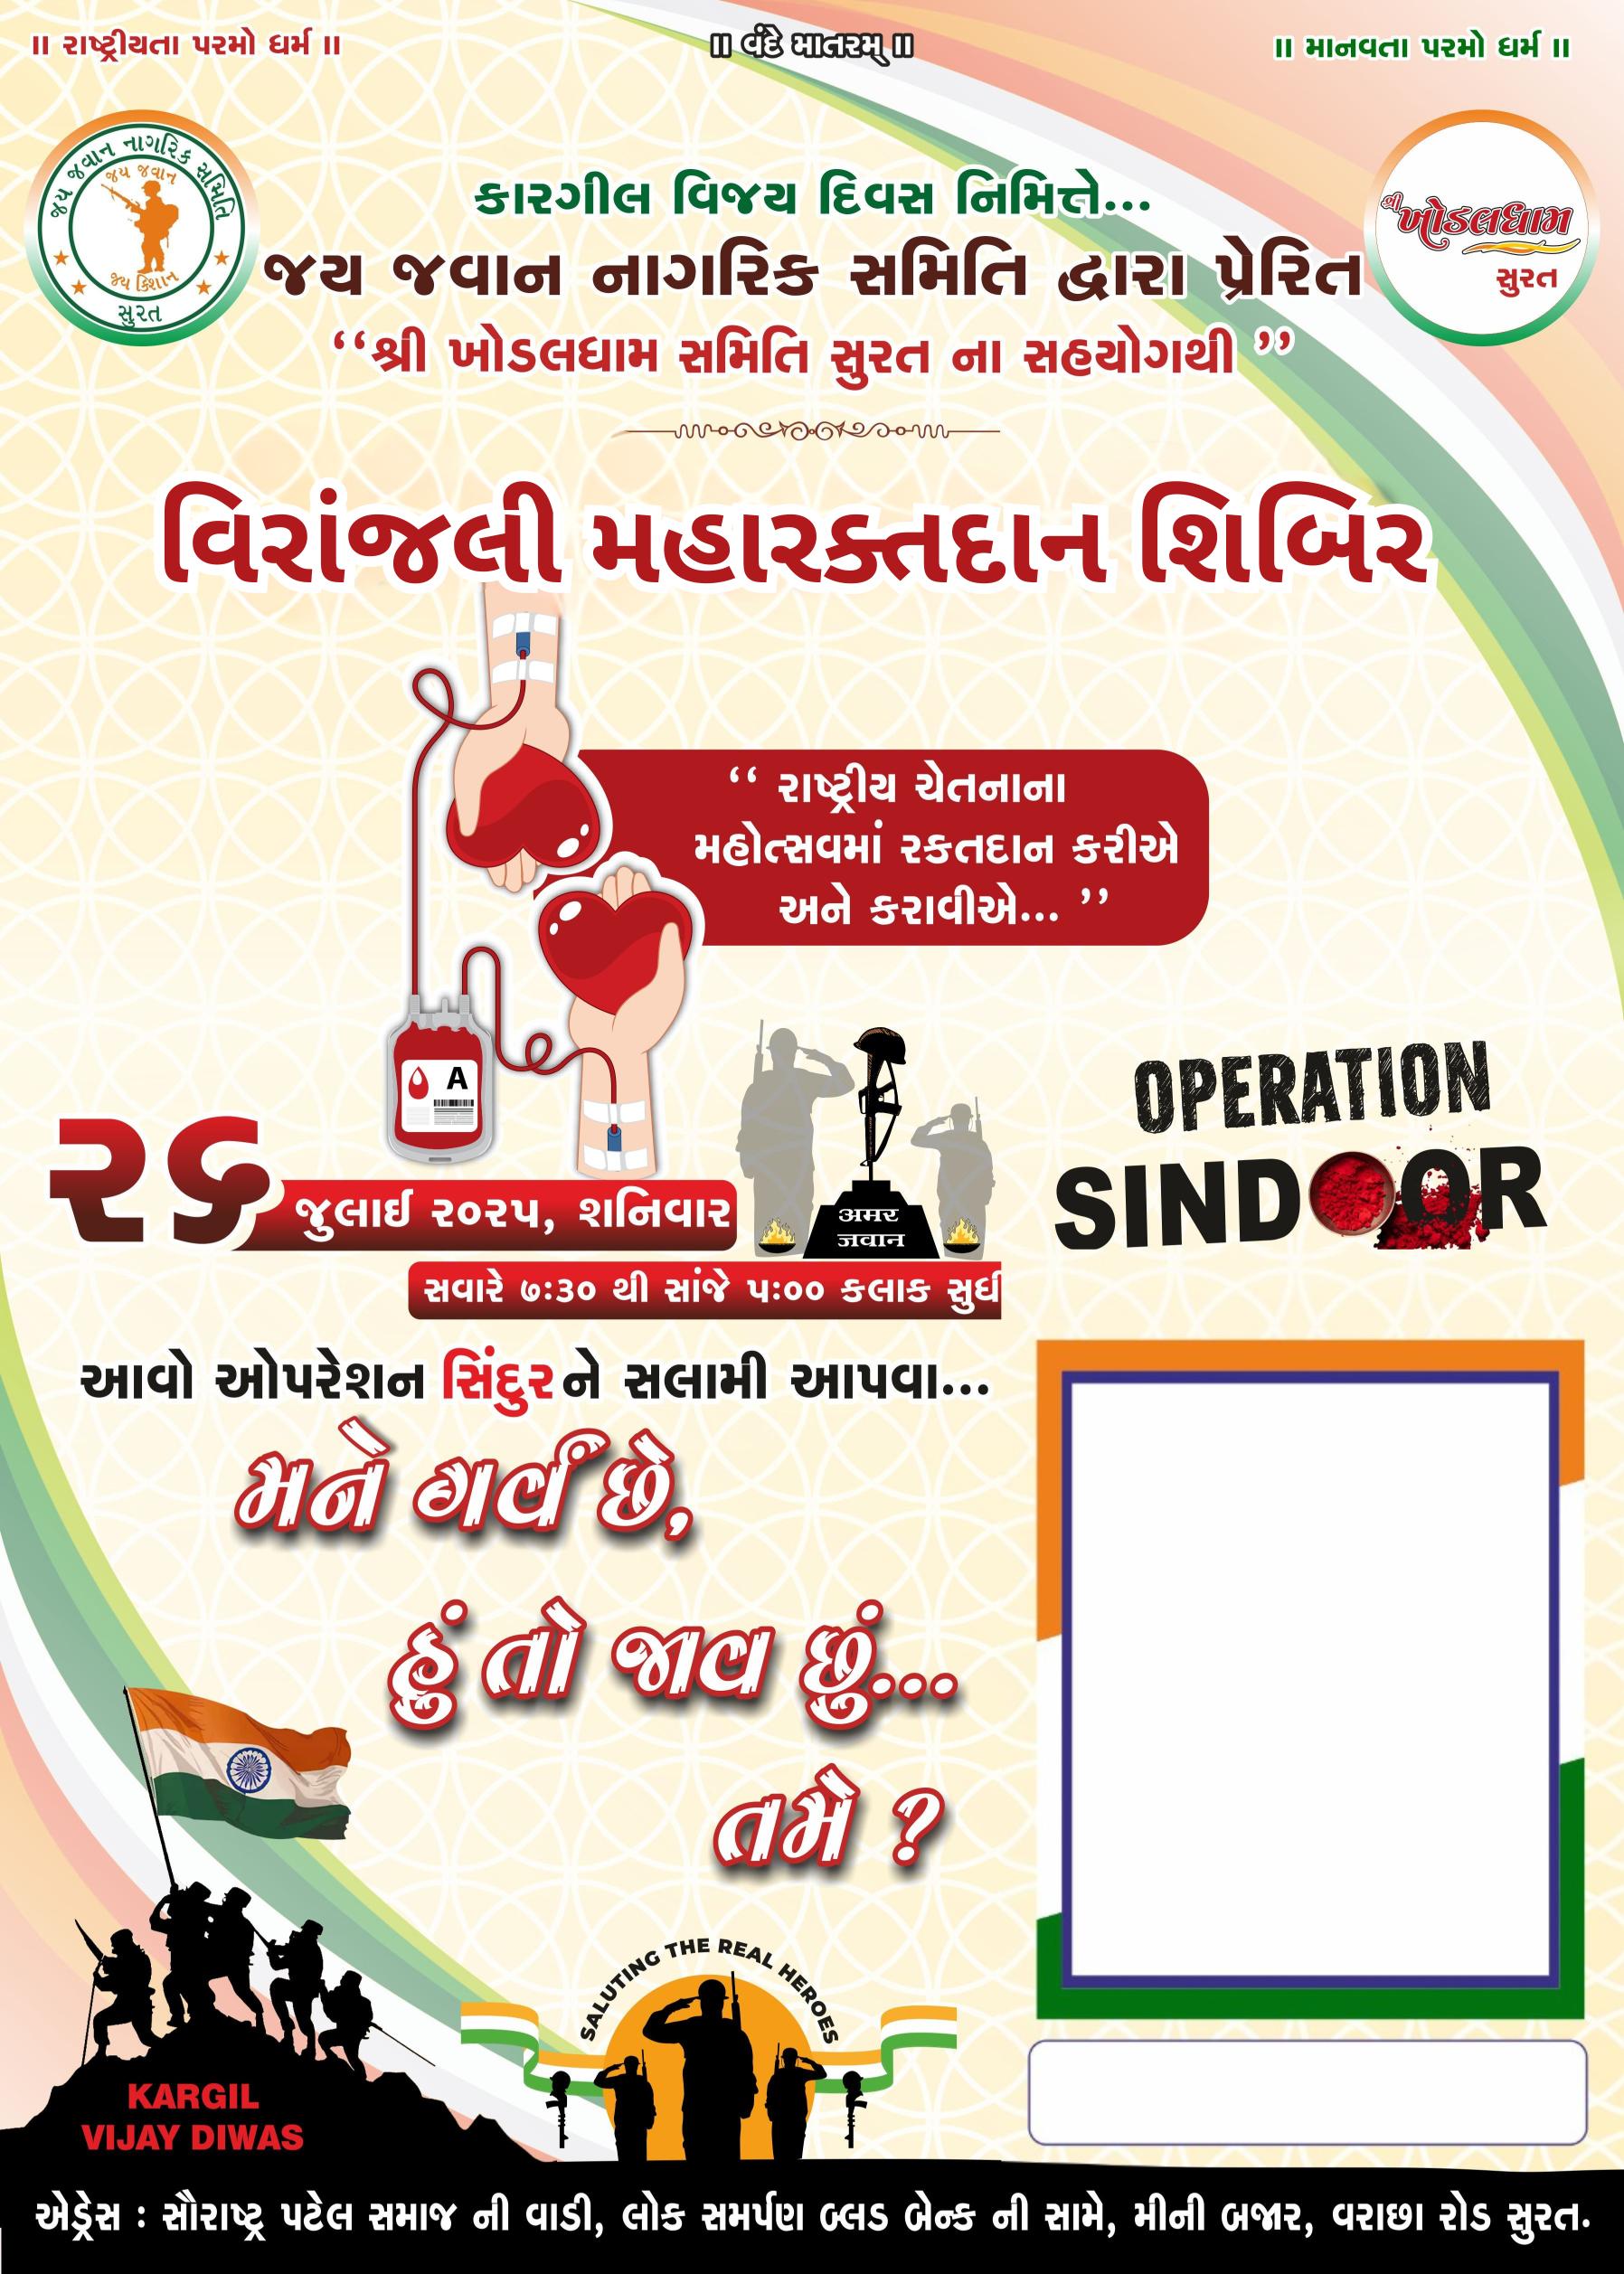 ॥ રાષ્ટ્રીયતા પરમો ધર્મ ॥
॥ વંદે માતરમ્ ॥
॥ માનવતા પરમો ધર્મ ॥
જય જવાન નાગરિક સમિતિ
જય જવાન
જય કિશાન
સુરત
શ્રી ખોડલધામ
સુરત
કારગીલ વિજય દિવસ નિમિત્તે...
જય જવાન નાગરિક સમિતિ દ્વારા પ્રેરિત
‘‘શ્રી ખોડલધામ સમિતિ સુરત ના સહયોગથી ’’
વિરાંજલી મહારક્તદાન શિબિર
‘‘ રાષ્ટ્રીય ચેતનાના
મહોત્સવમાં રકતદાન કરીએ
અને કરાવીએ... ’’
A
OPERATION
SINDOOR
૨૬ જુલાઈ ૨૦૨૫, શનિવાર
अमर
जवान
સવારે ૭:૩૦ થી સાંજે ૫:૦૦ કલાક સુધી
આવો ઓપરેશન સિંદુર ને સલામી આપવા...
મને ગર્વ છે,
હું તો જાવ છું...
તમે ?
SALUTING THE REAL HEROES
KARGIL
VIJAY DIWAS
એડ્રેસ : સૌરાષ્ટ્ર પટેલ સમાજ ની વાડી, લોક સમર્પણ બ્લડ બેન્ક ની સામે, મીની બજાર, વરાછા રોડ સુરત.